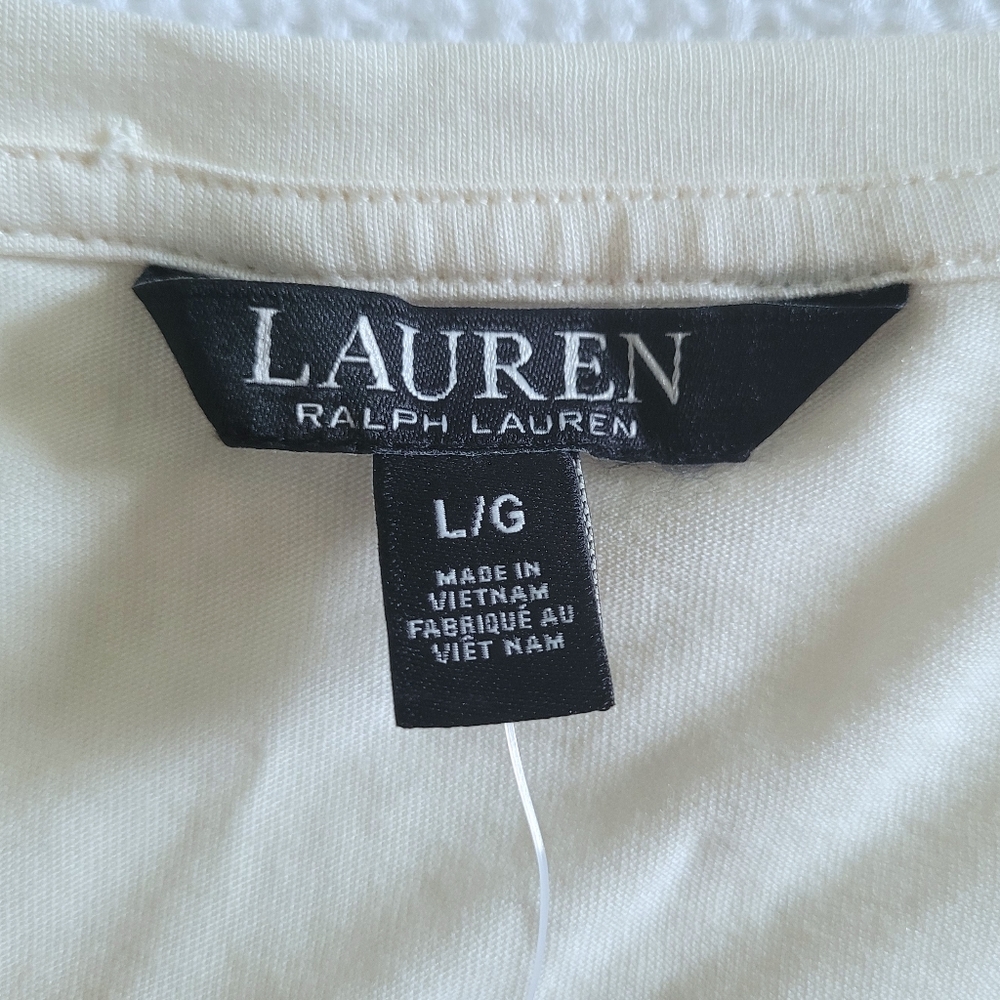 LAUREN
RALPH LAUREN
L/G
MADE IN
VIETNAM
FABRIQUÉ AU
VIÊT NAM